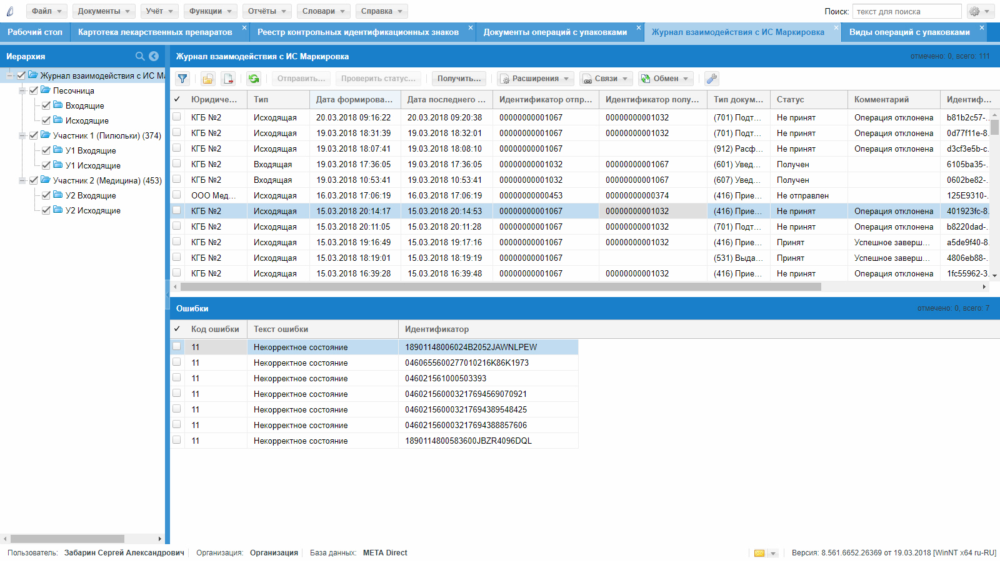 Файл Документы Учёт Функции Отчёты Словари Справка Поиск: текст для поиска
Рабочий стол Картотека лекарственных препаратов Реестр контрольных идентификационных знаков Документы операций с упаковками Журнал взаимодействия с ИС Маркировка Виды операций с упаковками
Иерархия
Журнал взаимодействия с ИС Ма
Песочница
Входящие
Исходящие
Участник 1 (Пилюльки) (374)
У1 Входящие
У1 Исходящие
Участник 2 (Медицина) (453)
У2 Входящие
У2 Исходящие
Журнал взаимодействия с ИС Маркировка отмечено: 0, всего: 111
Отправить... Проверить статус... Получить... Расширения Связи Обмен
Юридиче... Тип Дата формирова... Дата последнего ... Идентификатор отпр... Идентификатор полу... Тип докум... Статус Комментарий Идентиф...
КГБ №2 Исходящая 20.03.2018 09:16:22 20.03.2018 09:20:38 00000000001067 00000000001032 (701) Подт... Не принят Операция отклонена b81b2c57-...
КГБ №2 Исходящая 19.03.2018 18:31:39 19.03.2018 18:32:01 00000000001067 00000000001032 (701) Подт... Не принят Операция отклонена 0d77f11e-8...
КГБ №2 Исходящая 19.03.2018 18:07:41 19.03.2018 18:08:10 00000000001067 (912) Расф... Не принят Операция отклонена d3cf3e5b-c...
КГБ №2 Входящая 19.03.2018 17:36:05 19.03.2018 17:36:05 00000000001032 00000000001067 (601) Увед... Получен 6105ba35-...
КГБ №2 Входящая 19.03.2018 10:53:41 19.03.2018 10:53:41 00000000001032 00000000001067 (607) Увед... Получен 0602be82-...
ООО Мед... Исходящая 16.03.2018 17:06:19 16.03.2018 17:06:19 00000000000453 00000000000374 (416) Прие... Не отправлен 125E9310-...
КГБ №2 Исходящая 15.03.2018 20:14:17 15.03.2018 20:14:53 00000000001067 00000000001032 (416) Прие... Не принят Операция отклонена 401923fc-8...
КГБ №2 Исходящая 15.03.2018 20:11:05 15.03.2018 20:11:28 00000000001067 00000000001032 (701) Подт... Не принят Операция отклонена b8220dad-...
КГБ №2 Исходящая 15.03.2018 19:16:49 15.03.2018 19:17:16 00000000001067 00000000001032 (416) Прие... Принят Успешное заверш... a5de9f40-8...
КГБ №2 Исходящая 15.03.2018 18:19:01 15.03.2018 18:19:19 00000000001067 (531) Выда... Принят Успешное заверш... 4806eb88-...
КГБ №2 Исходящая 15.03.2018 16:39:28 15.03.2018 16:39:48 00000000001067 00000000001032 (416) Прие... Не принят Операция отклонена 1fc55962-3...
Ошибки отмечено: 0, всего: 7
Код ошибки Текст ошибки Идентификатор
11 Некорректное состояние 18901148006024B2052JAWNLPEW
11 Некорректное состояние 0460655600277010216K86K1973
11 Некорректное состояние 046021561000503393
11 Некорректное состояние 046021560003217694569070921
11 Некорректное состояние 046021560003217694389548425
11 Некорректное состояние 046021560003217694388857606
11 Некорректное состояние 1890114800583600JBZR4096DQL
Пользователь: Забарин Сергей Александрович Организация: Организация База данных: META Direct Версия: 8.561.6652.26369 от 19.03.2018 [WinNT x64 ru-RU]